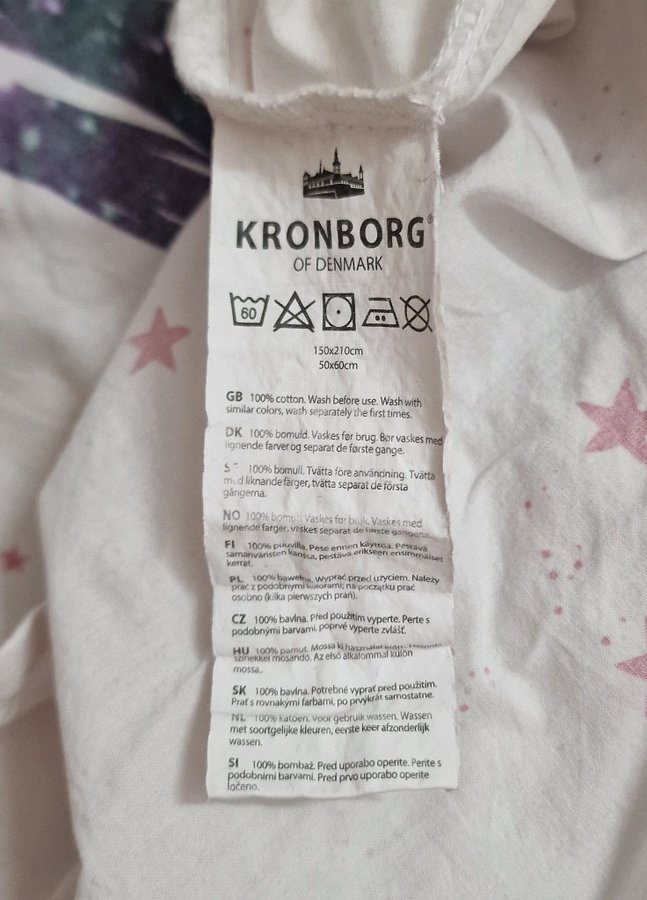 KRONBORG®
OF DENMARK
60
150x210cm
50x60cm
GB 100% cotton. Wash before use. Wash with
similar colors, wash separately the first times.
DK 100% bomuld. Vaskes før brug. Bør vaskes med
lignende farver og separat de første gange.
S 100% bomull. Tvätta före användning. Tvätta
med liknande färger, tvätta separat de första
gångerna.
NO 100% bomull. Vaskes før bruk. Vaskes med
lignende farger, vaskes separat de første gangene.
FI 100% puuvilla. Pese ennen käyttöä. Pestävä
samanväristen kanssa, pestävä erikseen ensimmäiset
kerrat.
PL 100% bawełna. Wyprać przed użyciem. Należy
prać z podobnymi kolorami; na początku prać
osobno (kilka pierwszych prań).
CZ 100% bavlna. Pred použitím vyperte. Perte s
podobnými barvami, poprvé vyperte zvlášť.
HU 100% pamut. Mossa ki használat előtt.
színekkel mosandó. Az első alkalommal külön
mossa..
SK 100% bavlna. Potrebné vyprať pred použitím.
Prať s rovnakými farbami, po prvýkrát samostatne.
NL 100% katoen. Voor gebruik wassen. Wassen
met soortgelijke kleuren, eerste keer afzonderlijk
wassen.
SI 100% bombaž. Pred uporabo operite. Perite s
podobnimi barvami. Pred prvo uporabo operite
ločeno.